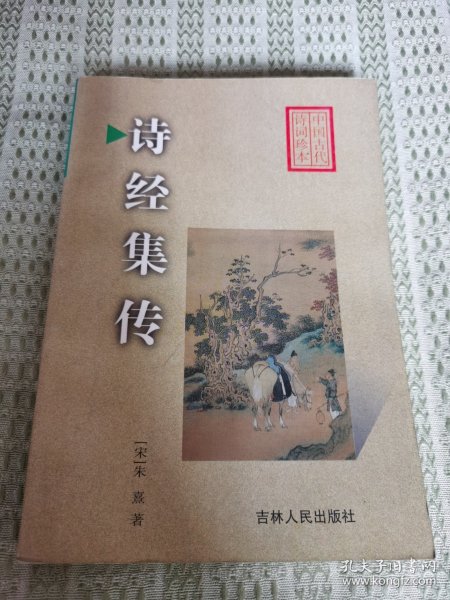 诗经集传
中国古代
诗词珍本
[宋]朱熹著
吉林人民出版社
孔夫子旧书网
www.kongfz.com